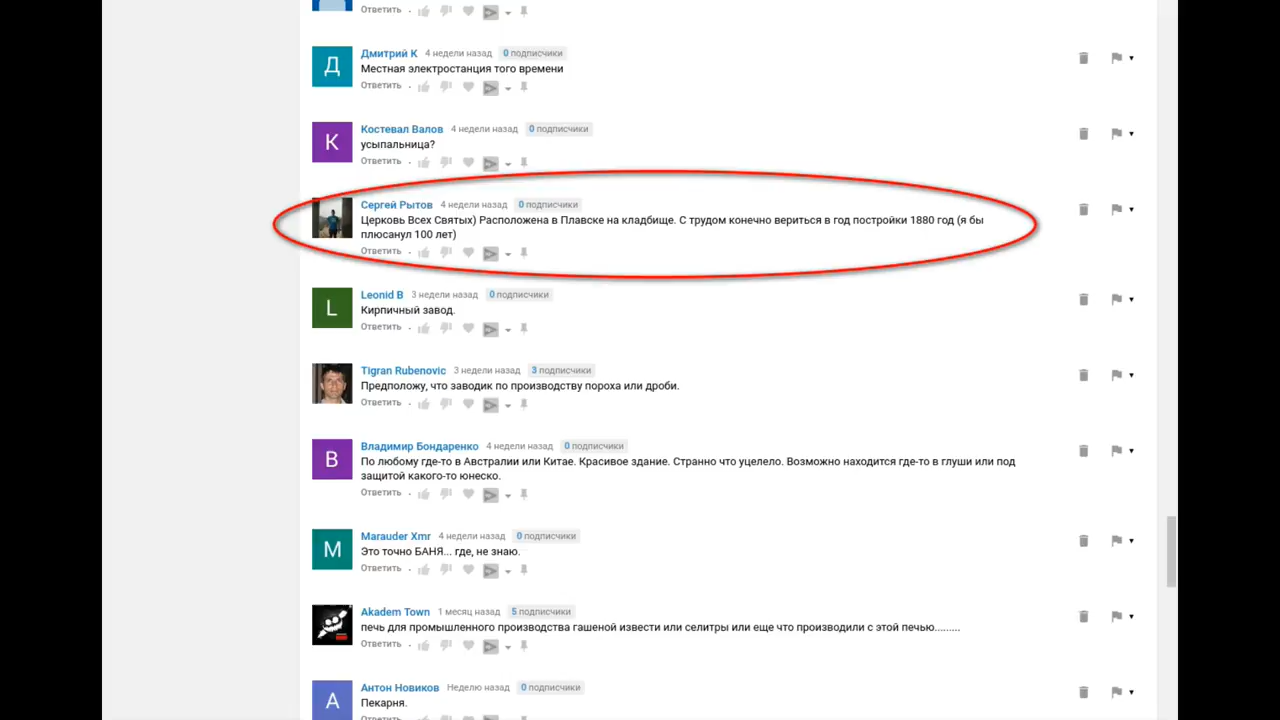 Ответить
Дмитрий К 4 недели назад 0 подписчики
Местная электростанция того времени
Ответить
Д
Костевал Валов 4 недели назад 0 подписчики
усыпальница?
Ответить
К
Сергей Рытов 4 недели назад 0 подписчики
Церковь Всех Святых) Расположена в Плавске на кладбище. С трудом конечно вериться в год постройки 1880 год (я бы
плюсанул 100 лет)
Ответить
Leonid B 3 недели назад 0 подписчики
Кирпичный завод.
Ответить
L
Tigran Rubenovic 3 недели назад 3 подписчики
Предположу, что заводик по производству пороха или дроби.
Ответить
Владимир Бондаренко 4 недели назад 0 подписчики
По любому где-то в Австралии или Китае. Красивое здание. Странно что уцелело. Возможно находится где-то в глуши или под
защитой какого-то юнеско.
Ответить
В
Marauder Xmr 4 недели назад 0 подписчики
Это точно БАНЯ... где, не знаю.
Ответить
M
Akadem Town 1 месяц назад 5 подписчики
печь для промышленного производства гашеной извести или селитры или еще что производили с этой печью.........
Ответить
Антон Новиков Неделю назад 0 подписчики
Пекарня.
Ответить
А